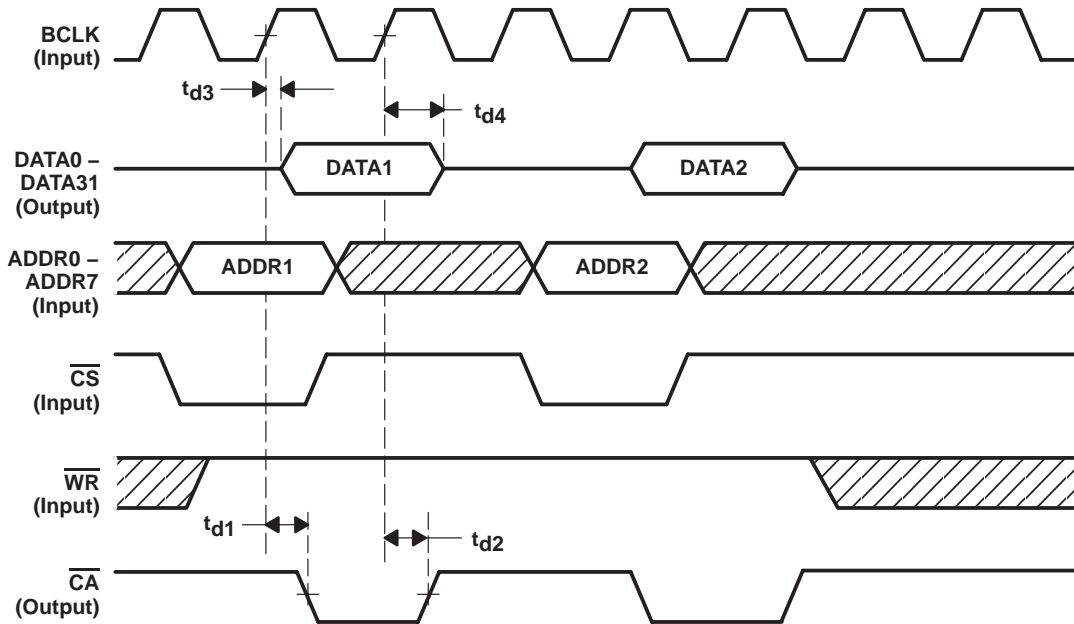 BCLK
(Input)
td3
td4
DATA0 –
DATA31
(Output)
DATA1
DATA2
ADDR0 –
ADDR7
(Input)
ADDR1
ADDR2
CS
(Input)
WR
(Input)
td1
td2
CA
(Output)